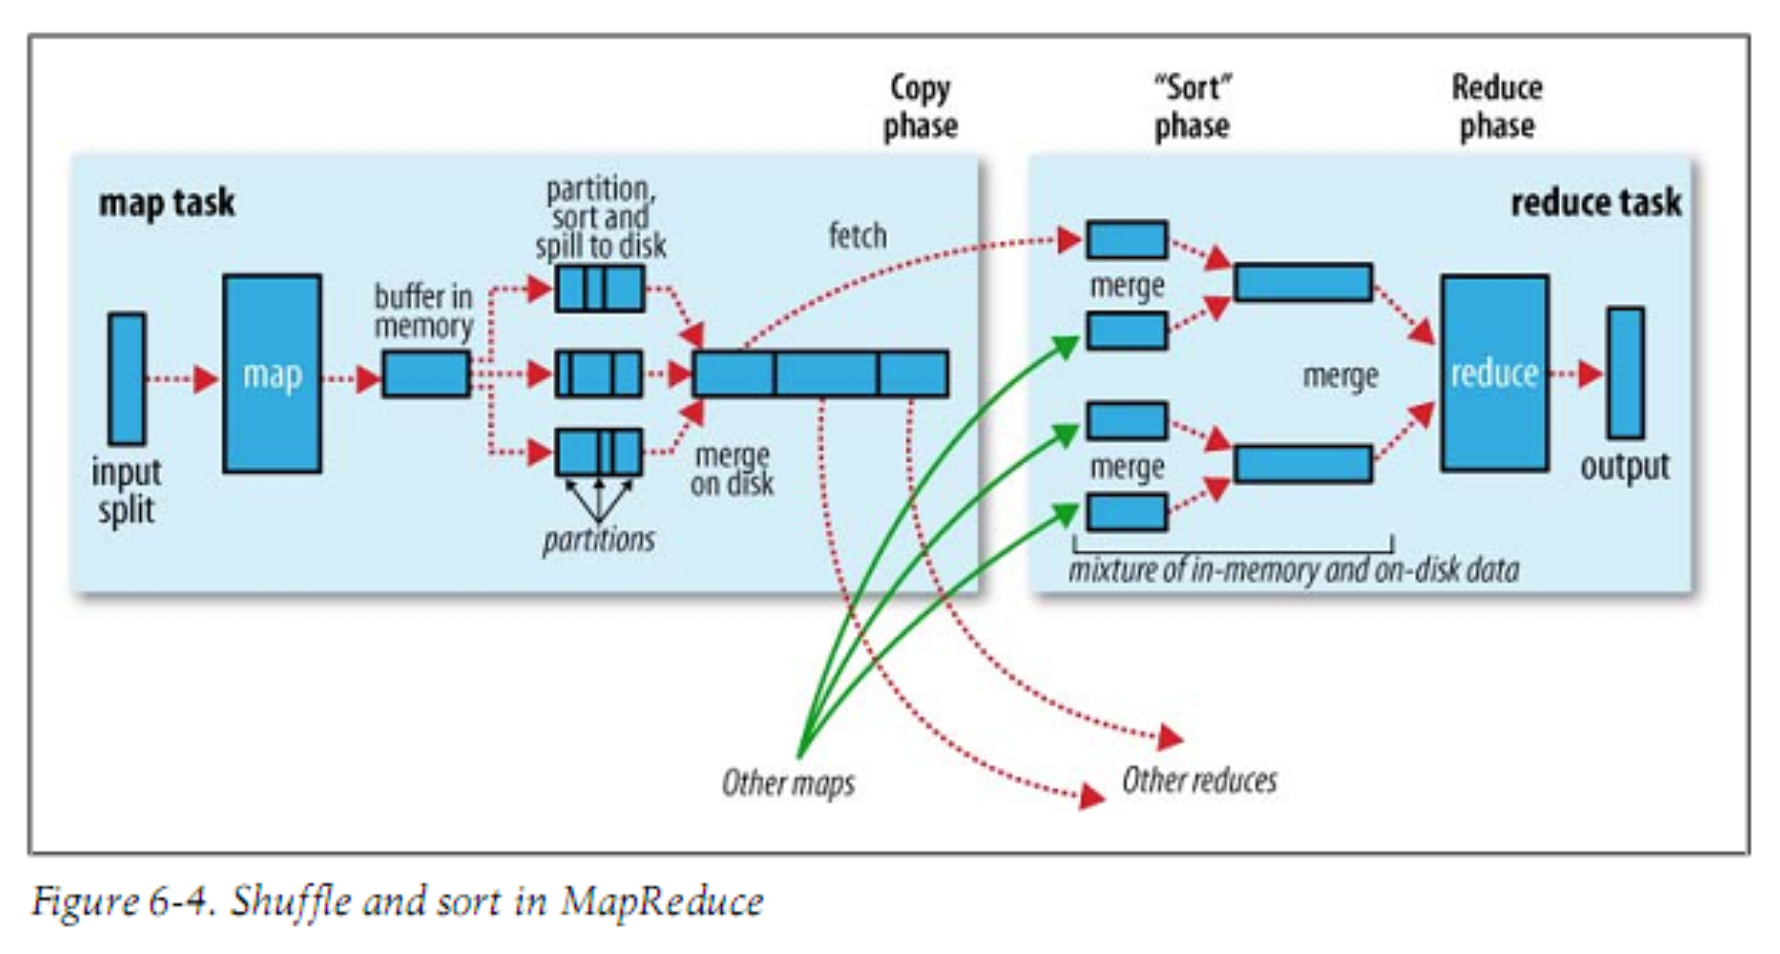 Copy
phase
“Sort”
phase
Reduce
phase
map task
partition,
sort and
spill to disk
fetch
reduce task
buffer in
memory
merge
map
merge
reduce
input
split
merge
on disk
merge
output
partitions
mixture of in-memory and on-disk data
Other maps
Other reduces
Figure 6-4. Shuffle and sort in MapReduce